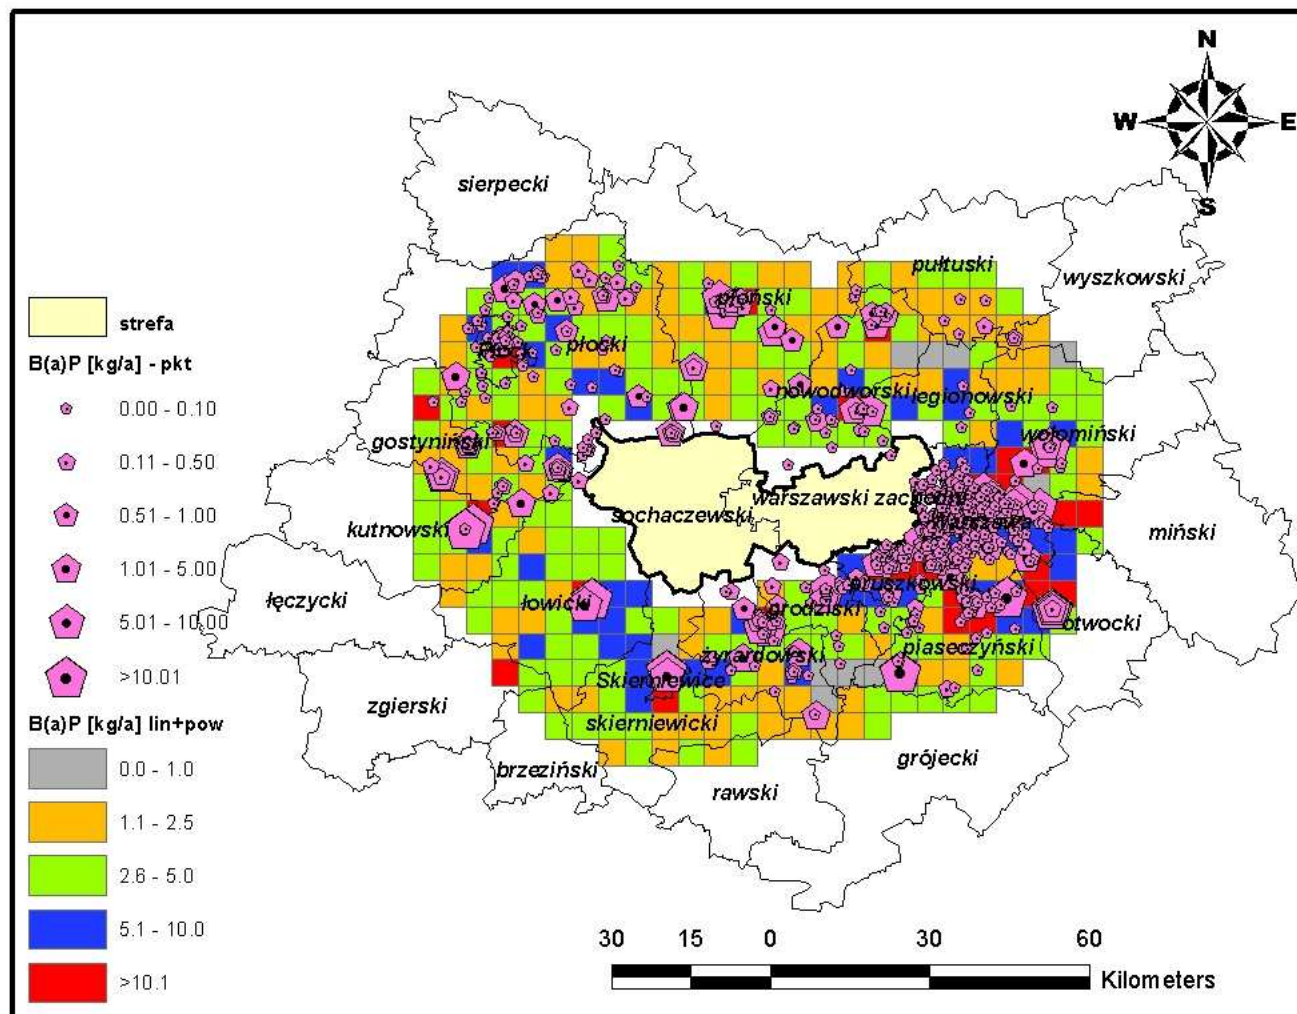 N
W E
S
sierpecki
pułtuski
wyszkowski
płoński
strefa
płocki
Płock
B(a)P [kg/a] - pkt
nowodworski
legionowski
0.00 - 0.10
wołomiński
gostyniński
0.11 - 0.50
warszawski zachodni
sochaczewski
0.51 - 1.00
Warszawa
kutnowski
miński
1.01 - 5.00
pruszkowski
łęczycki
łowicki
grodziski
5.01 - 10.00
otwocki
piaseczyński
żyrardowski
>10.01
Skierniewice
zgierski
skierniewicki
B(a)P [kg/a] lin+pow
grójecki
0.0 - 1.0
brzeziński
rawski
1.1 - 2.5
2.6 - 5.0
5.1 - 10.0
30 15 0 30 60
Kilometers
>10.1